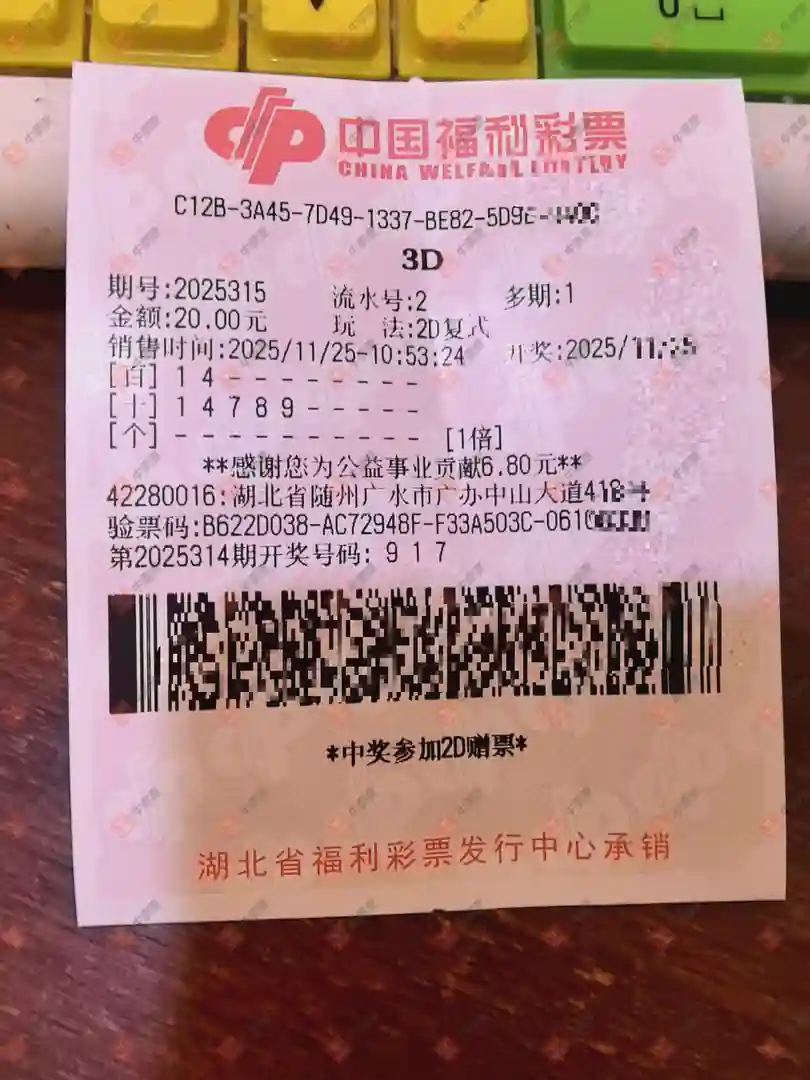 中国福利彩票
CHINA WELFARE LOTTERY
C12B-3A45-7D49-1337-BE82-5D9
3D
期号:2025315 流水号:2 多期:1
金额:20.00元 玩 法:2D复式
销售时间:2025/11/25-10:53:24 开奖:2025/11/25
[百] 1 4 - - - - - - - -
[十] 1 4 7 8 9 - - - - -
[个] - - - - - - - - - - [1倍]
**感谢您为公益事业贡献6.80元**
42280016:湖北省随州广水市广办中山大道418
验票码:B622D038-AC72948F-F33A503C-061
第2025314期开奖号码: 9 1 7
*中奖参加2D赠票*
湖北省福利彩票发行中心承销